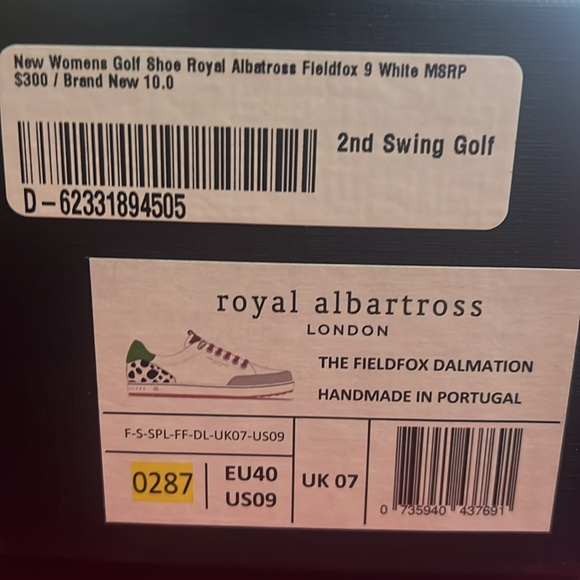 New Womens Golf Shoe Royal Albatross Fieldfox 9 White MSRP
$300 / Brand New 10.0
2nd Swing Golf
D-62331894505
royal albartross
LONDON
THE FIELDFOX DALMATION
HANDMADE IN PORTUGAL
F-S-SPL-FF-DL-UK07-US09
0287
EU40
US09
UK 07
0 735940 437691